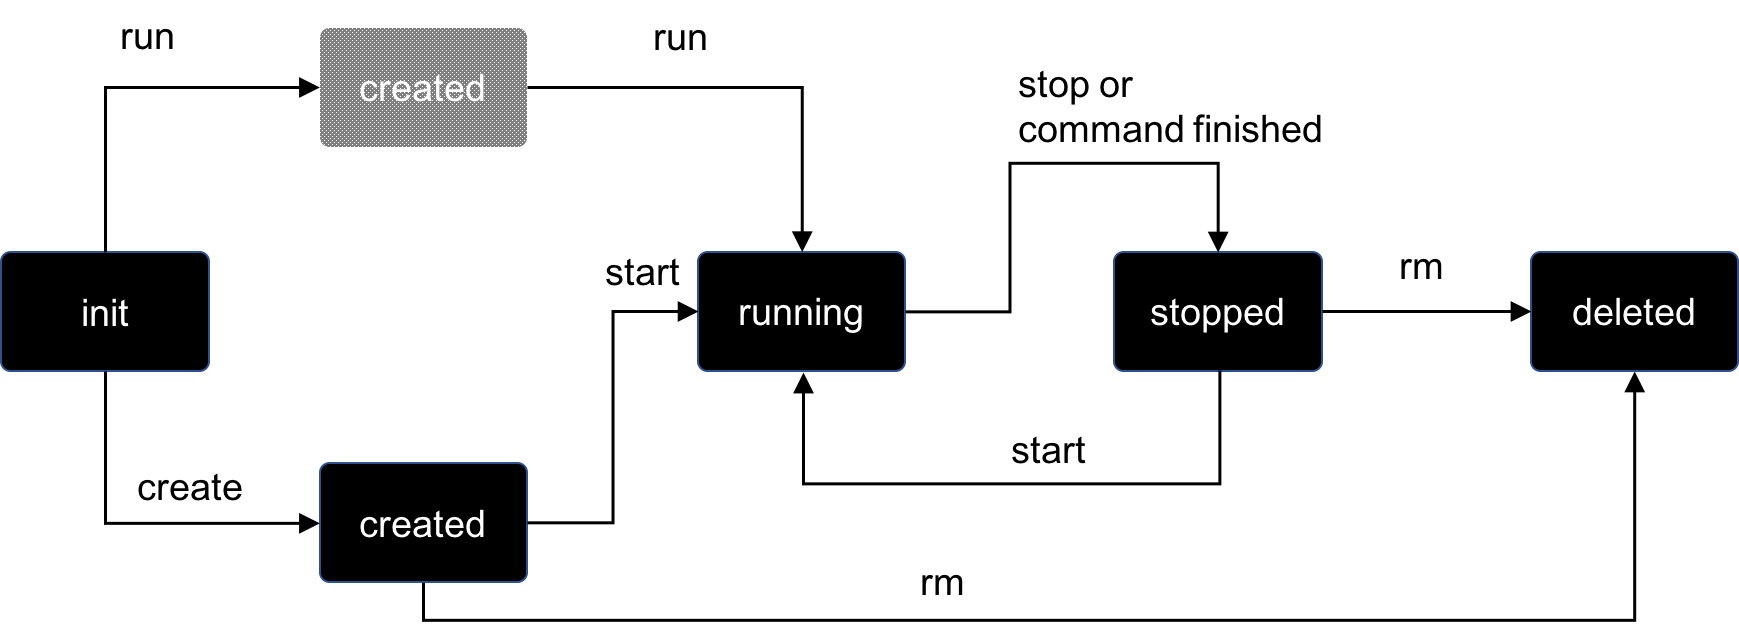 run
created
run
stop or
command finished
init
start
running
stopped
rm
deleted
start
create
created
rm